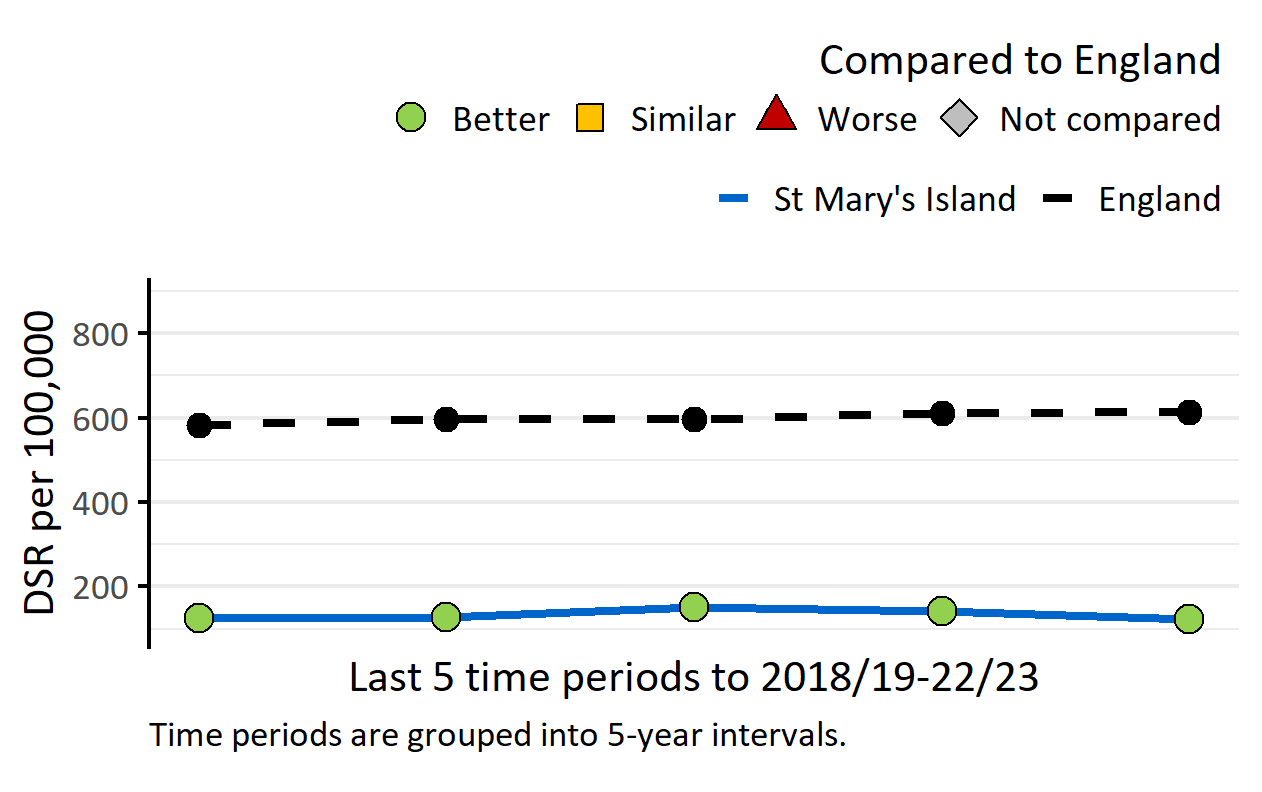 Compared to England
Better Similar Worse Not compared
St Mary's Island England
DSR per 100,000
800
600
400
200
Last 5 time periods to 2018/19-22/23
Time periods are grouped into 5-year intervals.